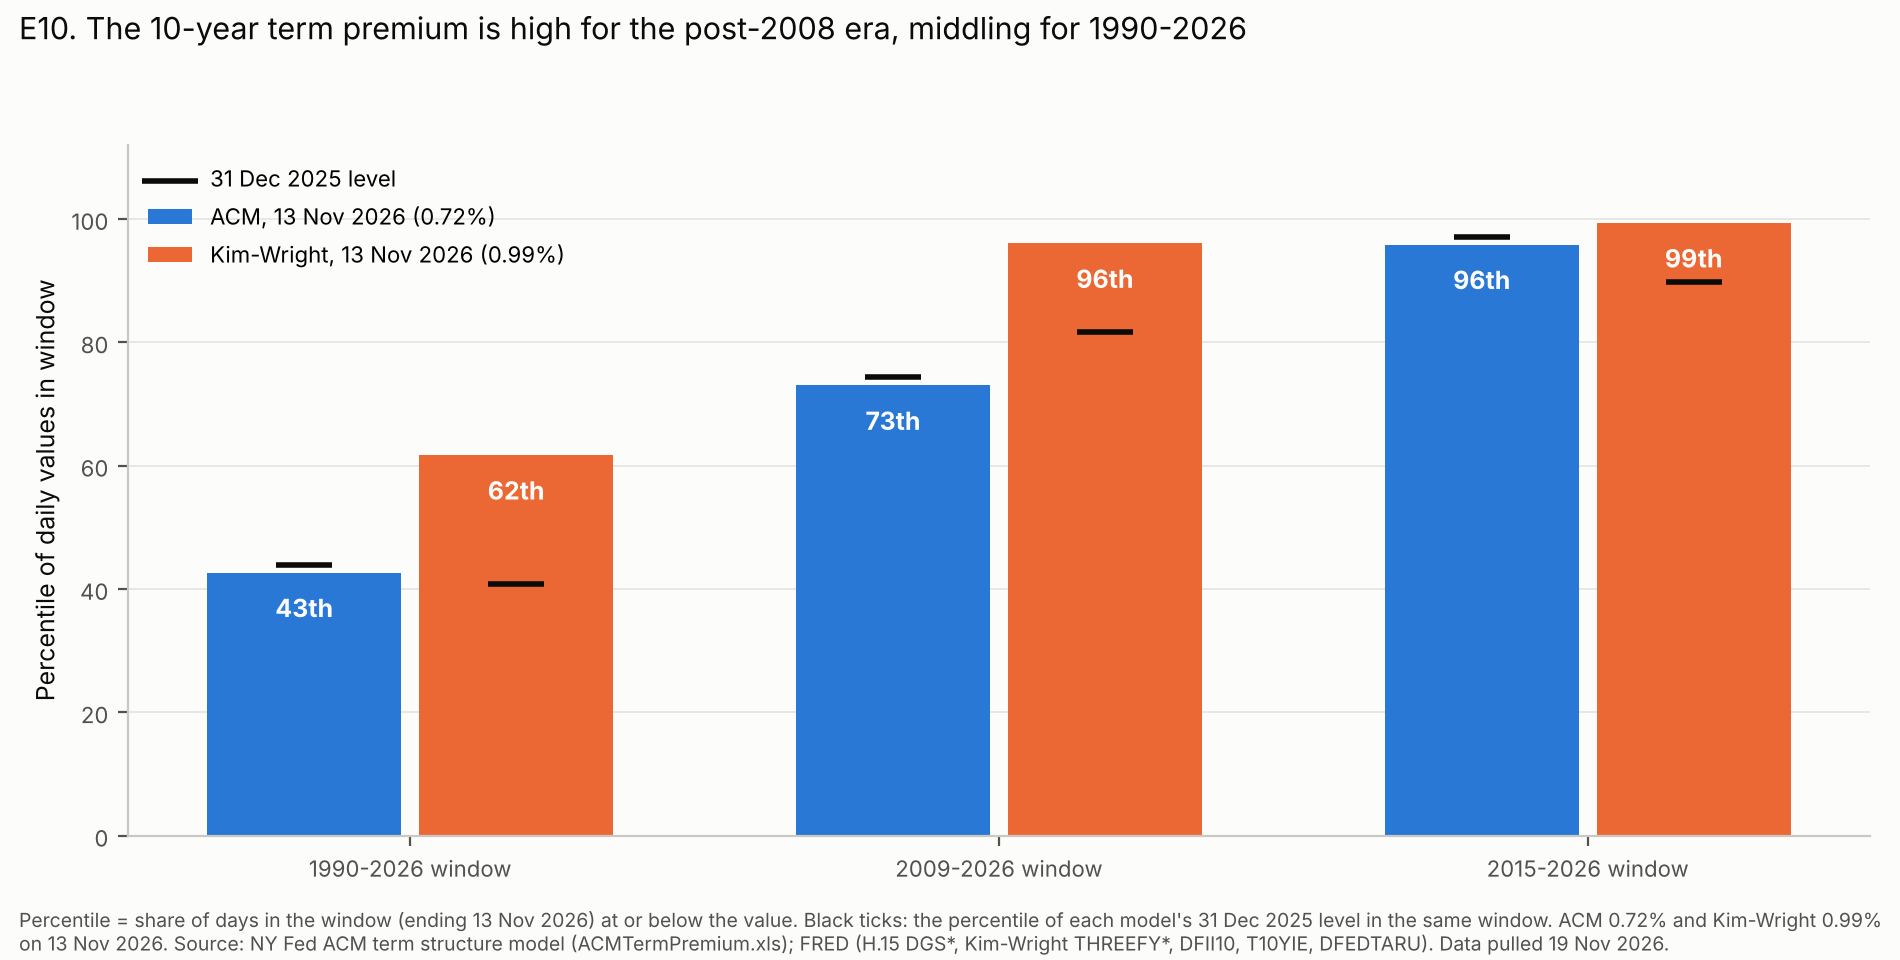 E10. The 10-year term premium is high for the post-2008 era, middling for 1990-2026
31 Dec 2025 level
ACM, 13 Nov 2026 (0.72%)
Kim-Wright, 13 Nov 2026 (0.99%)
Percentile of daily values in window
100
80
60
40
20
0
43th
62th
73th
96th
96th
99th
1990-2026 window
2009-2026 window
2015-2026 window
Percentile = share of days in the window (ending 13 Nov 2026) at or below the value. Black ticks: the percentile of each model's 31 Dec 2025 level in the same window. ACM 0.72% and Kim-Wright 0.99%
on 13 Nov 2026. Source: NY Fed ACM term structure model (ACMTermPremium.xls); FRED (H.15 DGS*, Kim-Wright THREEFY*, DFII10, T10YIE, DFEDTARU). Data pulled 19 Nov 2026.